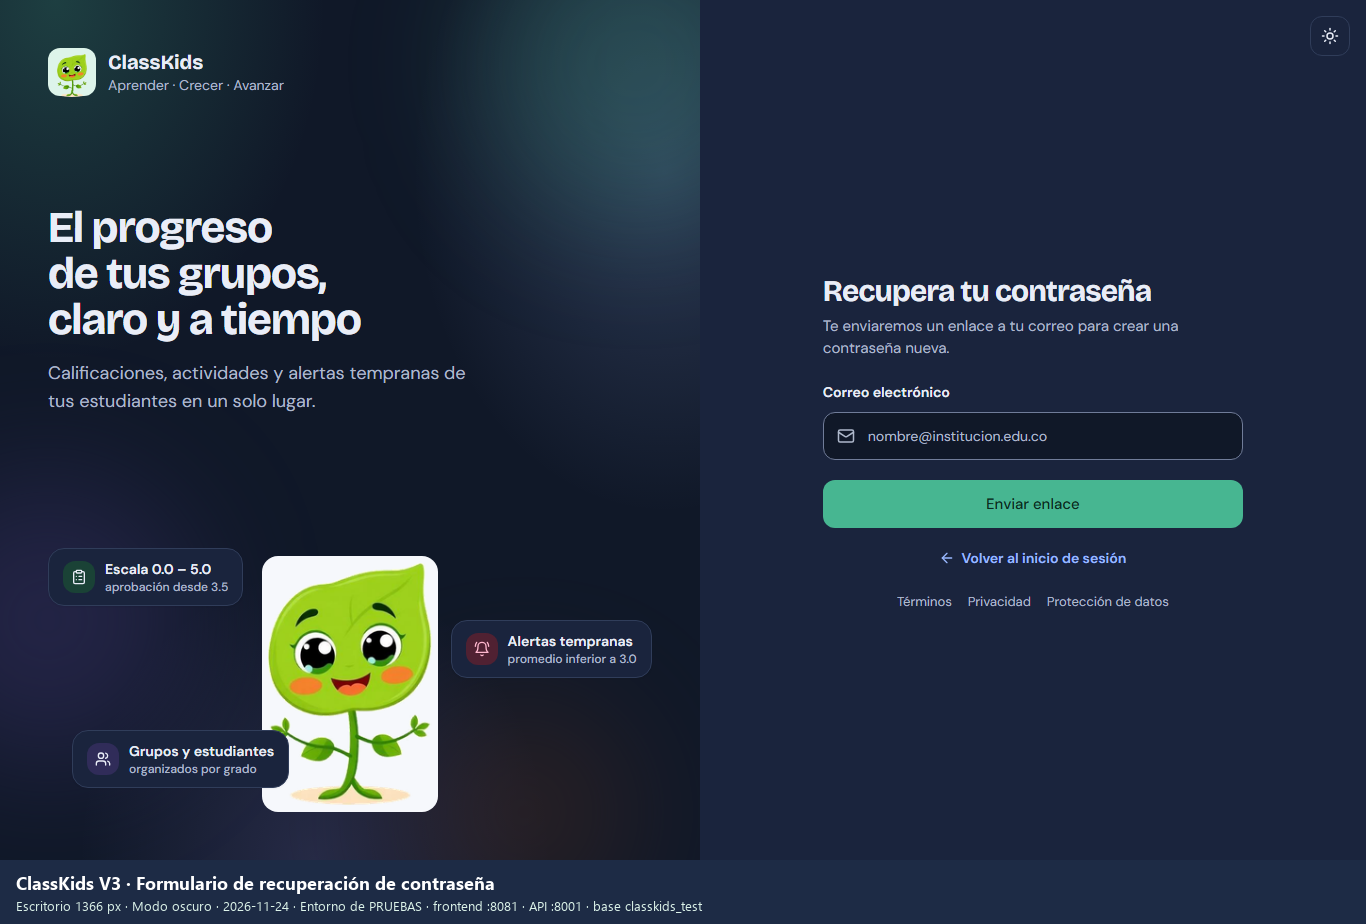 ClassKids
Aprender · Crecer · Avanzar
El progreso
de tus grupos,
claro y a tiempo
Calificaciones, actividades y alertas tempranas de
tus estudiantes en un solo lugar.
Escala 0.0 – 5.0
aprobación desde 3.5
Alertas tempranas
promedio inferior a 3.0
Grupos y estudiantes
organizados por grado
Recupera tu contraseña
Te enviaremos un enlace a tu correo para crear una
contraseña nueva.
Correo electrónico
nombre@institucion.edu.co
Enviar enlace
← Volver al inicio de sesión
Términos Privacidad Protección de datos
ClassKids V3 · Formulario de recuperación de contraseña
Escritorio 1366 px · Modo oscuro · 2026-11-24 · Entorno de PRUEBAS · frontend :8081 · API :8001 · base classkids_test